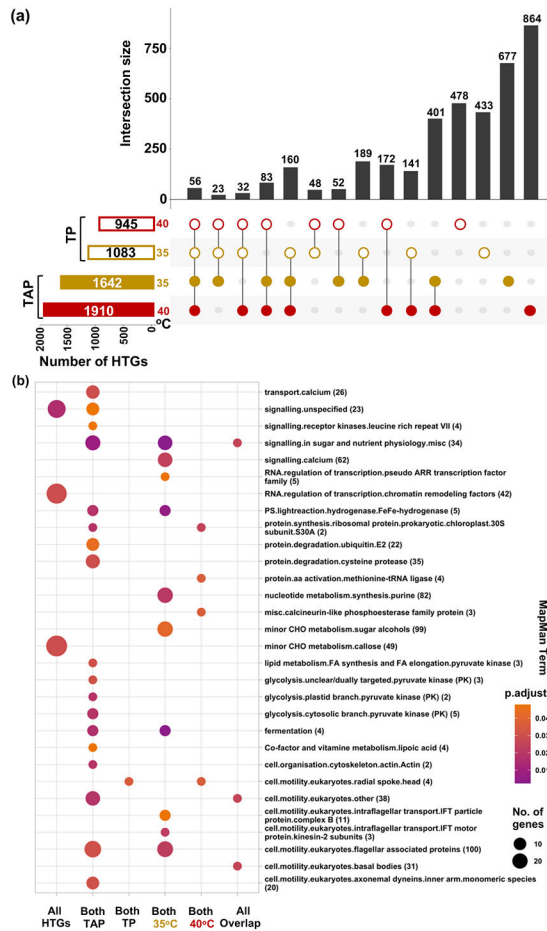 (a)
Intersection size
750
500
250
0
56
23
32
83
160
48
52
189
172
141
401
478
433
677
864
TP
945 40
1083 35
TAP
1642 35
1910 40
2000
1500
1000
500
0
ºC
Number of HTGs
(b)
transport.calcium (26)
signalling.unspecified (23)
signalling.receptor kinases.leucine rich repeat VII (4)
signalling.in sugar and nutrient physiology.misc (34)
signalling.calcium (62)
RNA.regulation of transcription.pseudo ARR transcription factor
family (5)
RNA.regulation of transcription.chromatin remodeling factors (42)
PS.lightreaction.hydrogenase.FeFe-hydrogenase (5)
protein.synthesis.ribosomal protein.prokaryotic.chloroplast.30S
subunit.S30A (2)
protein.degradation.ubiquitin.E2 (22)
protein.degradation.cysteine protease (35)
protein.aa activation.methionine-tRNA ligase (4)
nucleotide metabolism.synthesis.purine (82)
misc.calcineurin-like phosphoesterase family protein (3)
minor CHO metabolism.sugar alcohols (99)
minor CHO metabolism.callose (49)
lipid metabolism.FA synthesis and FA elongation.pyruvate kinase (3)
glycolysis.unclear/dually targeted.pyruvate kinase (PK) (3)
glycolysis.plastid branch.pyruvate kinase (PK) (2)
glycolysis.cytosolic branch.pyruvate kinase (PK) (5)
fermentation (4)
Co-factor and vitamine metabolism.lipoic acid (4)
cell.organisation.cytoskeleton.actin.Actin (2)
cell.motility.eukaryotes.radial spoke.head (4)
cell.motility.eukaryotes.other (38)
cell.motility.eukaryotes.intraflagellar transport.IFT particle
protein.complex B (11)
cell.motility.eukaryotes.intraflagellar transport.IFT motor
protein.kinesin-2 subunits (3)
cell.motility.eukaryotes.flagellar associated proteins (100)
cell.motility.eukaryotes.basal bodies (31)
cell.motility.eukaryotes.axonemal dyneins.inner arm.monomeric species
(20)
MapMan Term
p.adjust
0.04
0.03
0.02
0.01
No. of
genes
10
20
All
HTGs
Both
TAP
Both
TP
Both
35ºC
Both
40ºC
All
Overlap